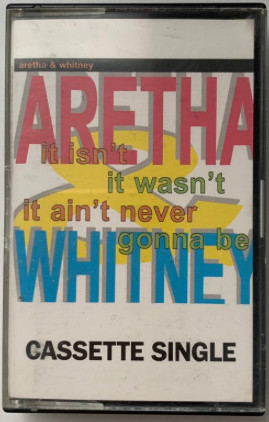 aretha & whitney
ARETHA
&
it isn't
it wasn't
it ain't never
gonna be
WHITNEY
CASSETTE SINGLE